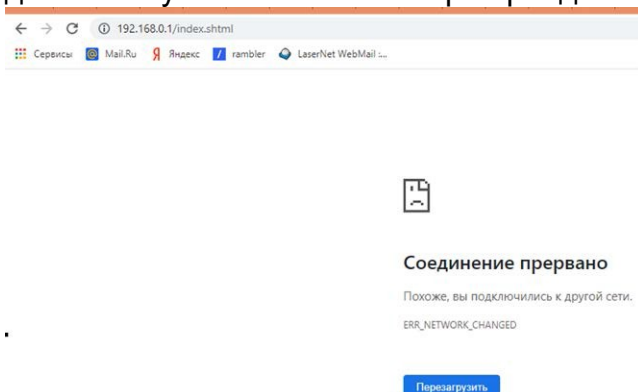 192.168.0.1/index.shtml
Сервисы Mail.Ru Яндекс rambler LaserNet WebMail :...
Соединение прервано
Похоже, вы подключились к другой сети.
ERR_NETWORK_CHANGED
.
Перезагрузить